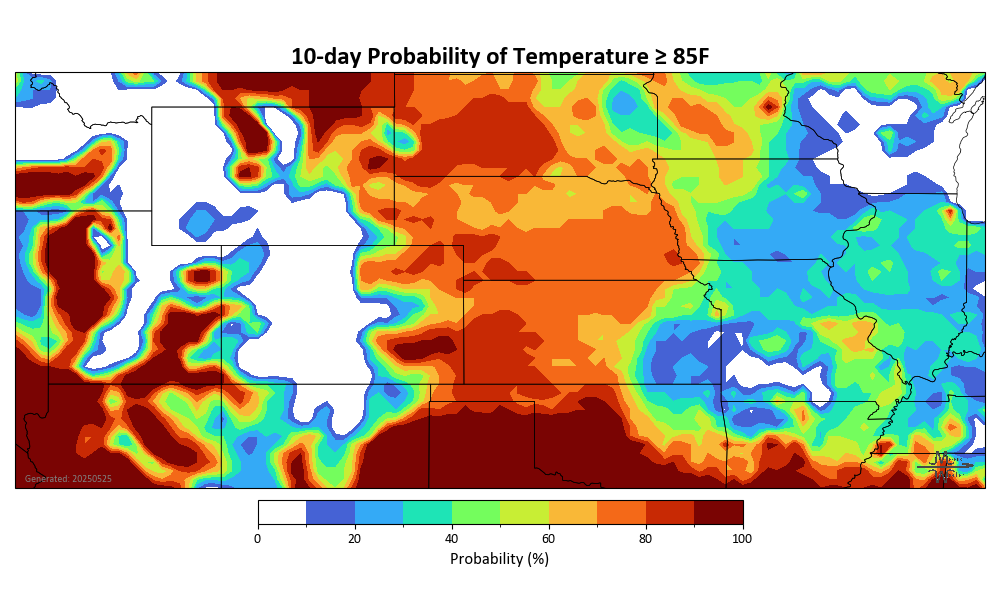 10-day Probability of Temperature ≥ 85F
Generated: 20250525
0 20 40 60 80 100
Probability (%)